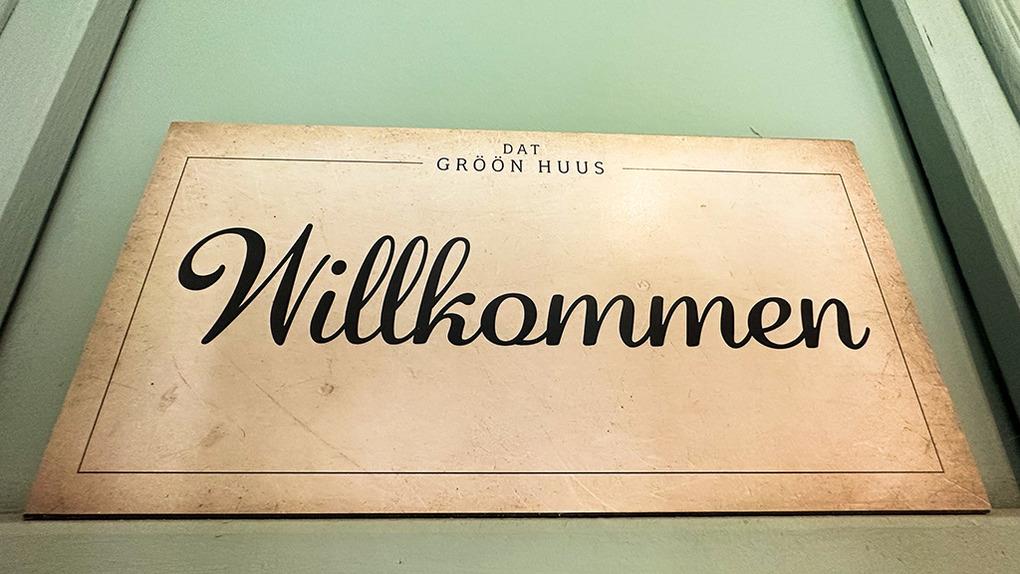 DAT
GRÖÖN HUUS
Willkommen